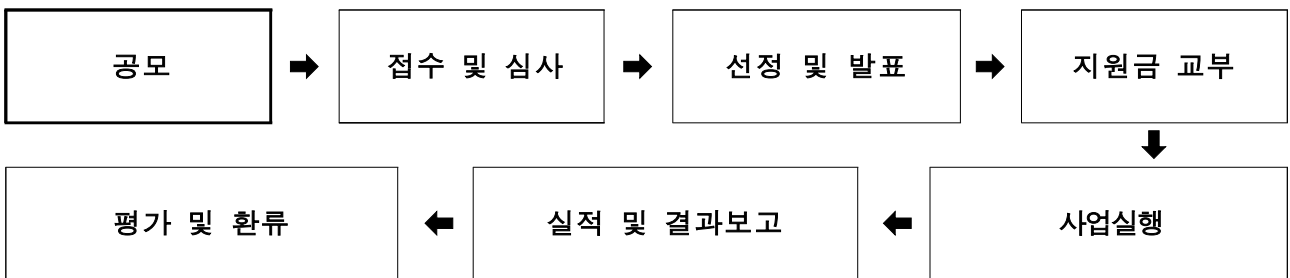 공모
접수 및 심사
선정 및 발표
지원금 교부
사업실행
실적 및 결과보고
평가 및 환류